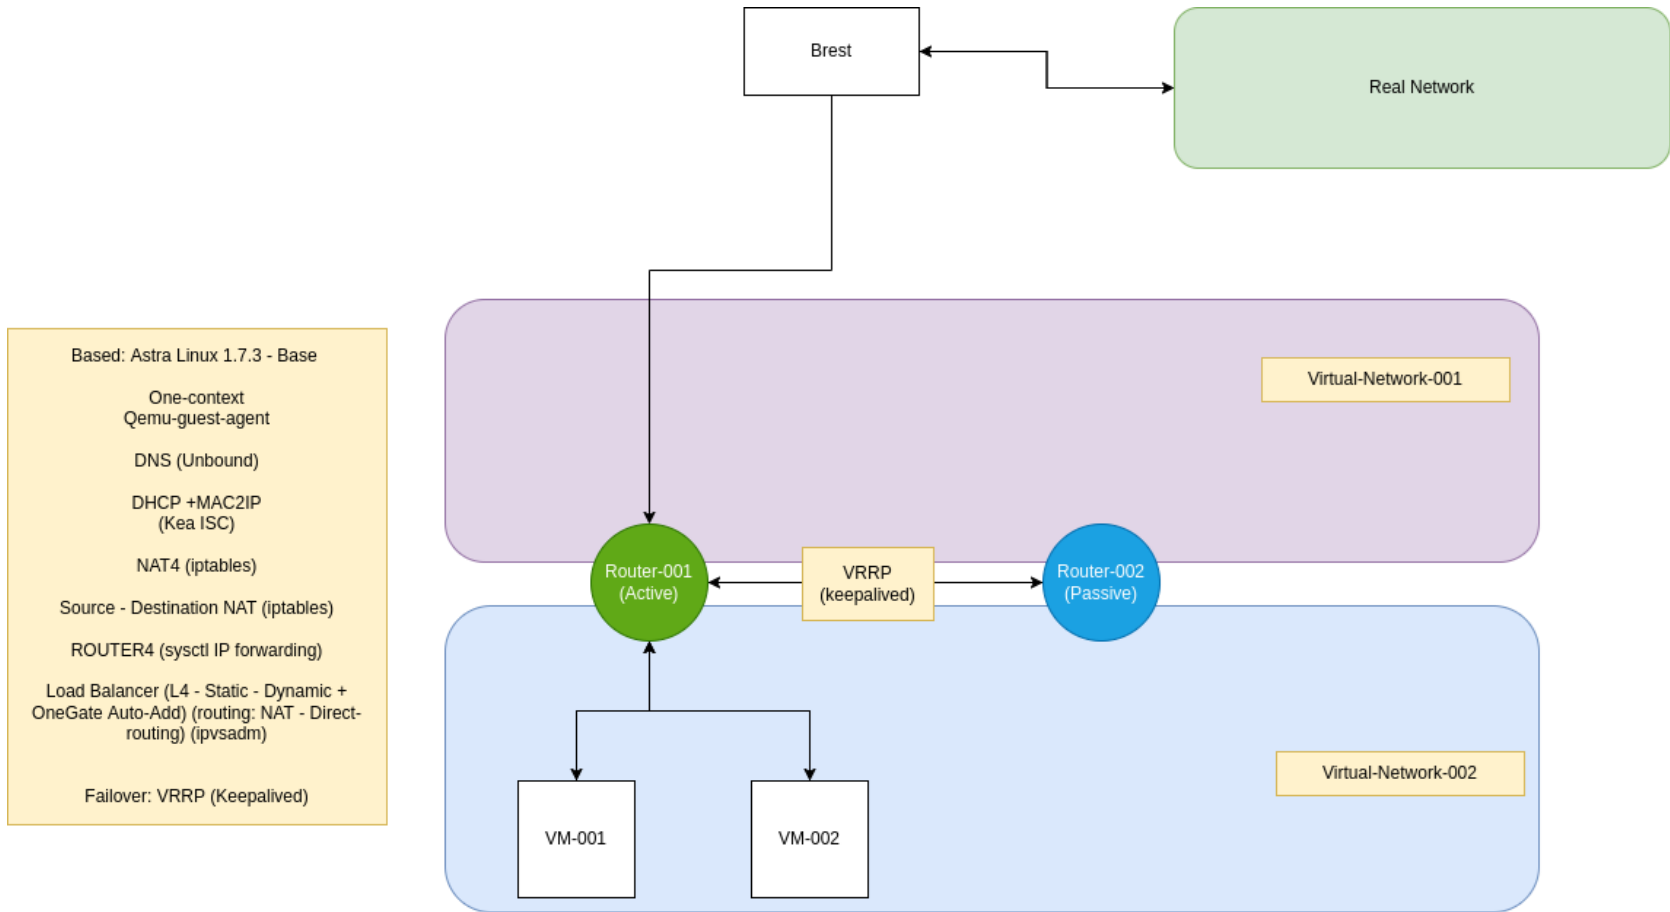 Brest
Real Network
Based: Astra Linux 1.7.3 - Base
One-context
Qemu-guest-agent
DNS (Unbound)
DHCP +MAC2IP
(Kea ISC)
NAT4 (iptables)
Source - Destination NAT (iptables)
ROUTER4 (sysctl IP forwarding)
Load Balancer (L4 - Static - Dynamic +
OneGate Auto-Add) (routing: NAT - Direct-
routing) (ipvsadm)
Failover: VRRP (Keepalived)
Virtual-Network-001
Router-001
(Active)
VRRP
(keepalived)
Router-002
(Passive)
Virtual-Network-002
VM-001
VM-002